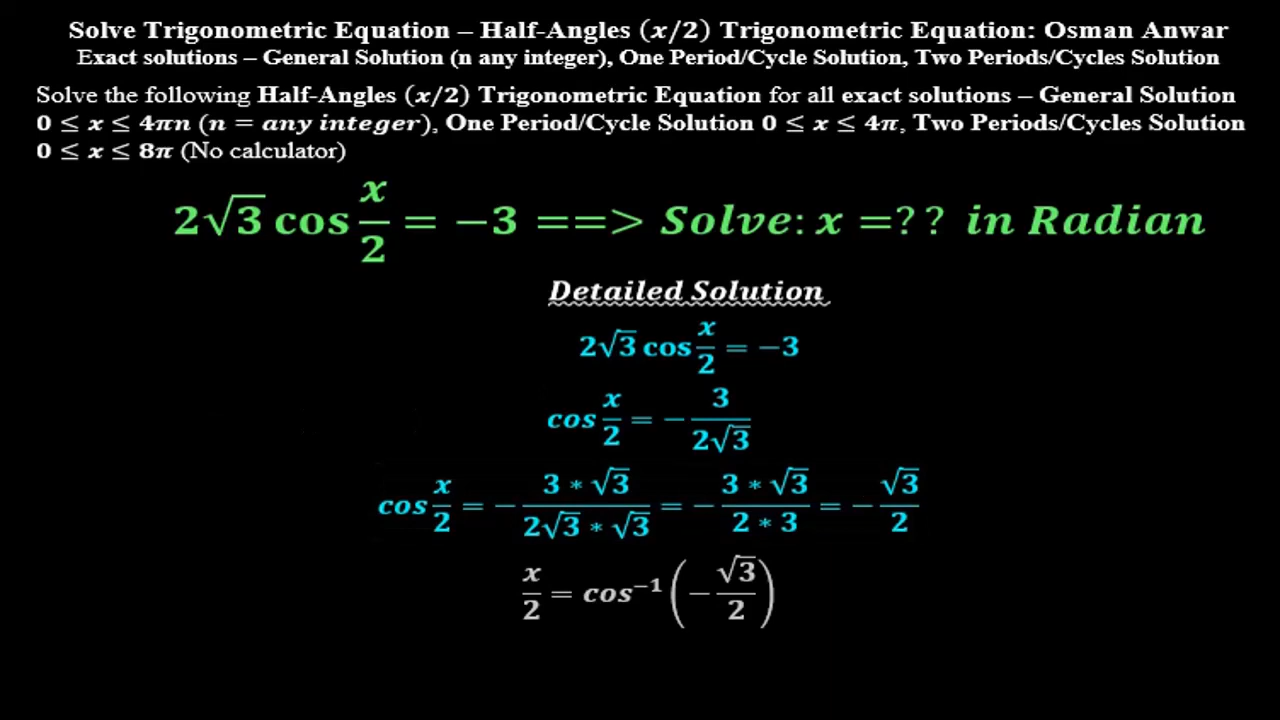 Solve Trigonometric Equation – Half-Angles (x/2) Trigonometric Equation: Osman Anwar
Exact solutions – General Solution (n any integer), One Period/Cycle Solution, Two Periods/Cycles Solution
Solve the following Half-Angles (x/2) Trigonometric Equation for all exact solutions – General Solution
0 ≤ x ≤ 4πn (n = any integer), One Period/Cycle Solution 0 ≤ x ≤ 4π, Two Periods/Cycles Solution
0 ≤ x ≤ 8π (No calculator)
2√3 cos x/2 = −3 ==> Solve: x =?? in Radian
Detailed Solution
2√3 cos x/2 = −3
cos x/2 = − 3/(2√3)
cos x/2 = − (3 * √3)/(2√3 * √3) = − (3 * √3)/(2 * 3) = − √3/2
x/2 = cos⁻¹(− √3/2)